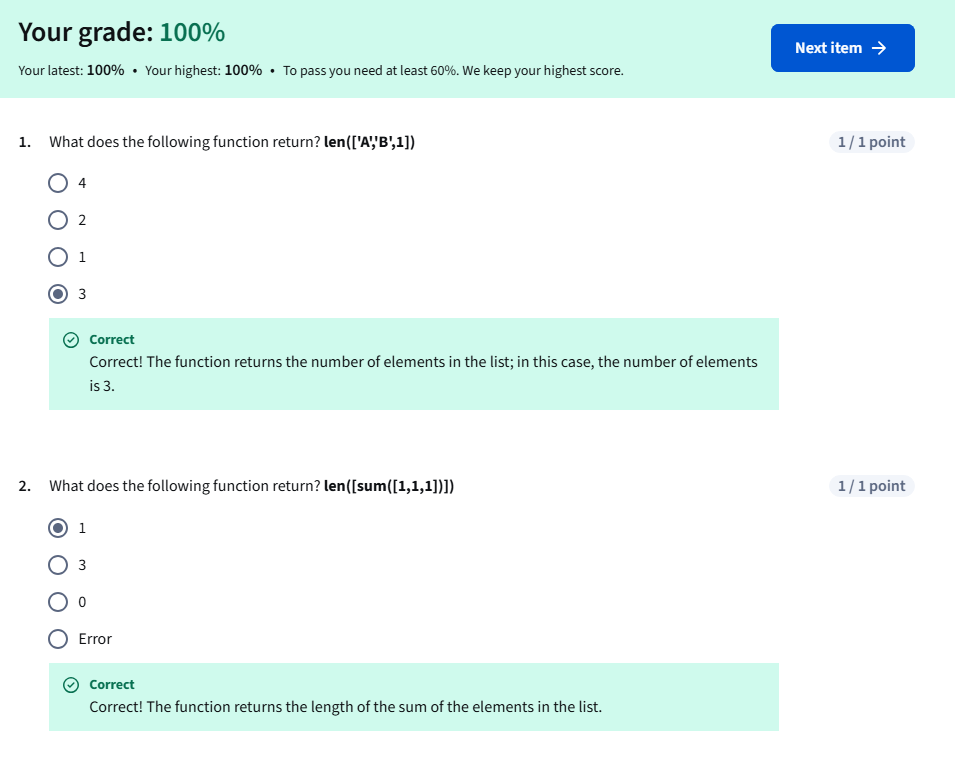 Your grade: 100%
Next item →
Your latest: 100% • Your highest: 100% • To pass you need at least 60%. We keep your highest score.
1. What does the following function return? len(['A','B',1])
1 / 1 point
4
2
1
3
Correct
Correct! The function returns the number of elements in the list; in this case, the number of elements
is 3.
2. What does the following function return? len([sum([1,1,1])])
1 / 1 point
1
3
0
Error
Correct
Correct! The function returns the length of the sum of the elements in the list.